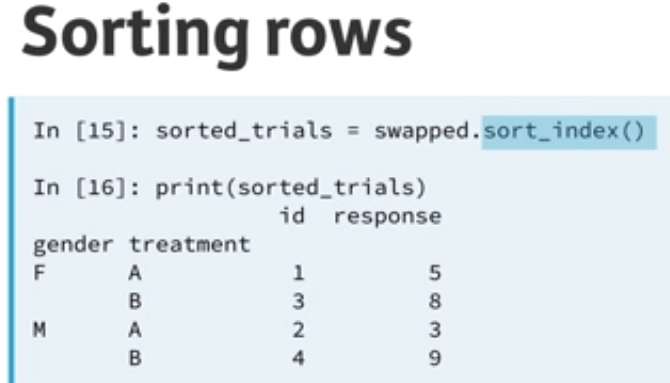 Sorting rows
In [15]: sorted_trials = swapped.sort_index()
In [16]: print(sorted_trials)
id response
gender treatment
F A 1 5
B 3 8
M A 2 3
B 4 9